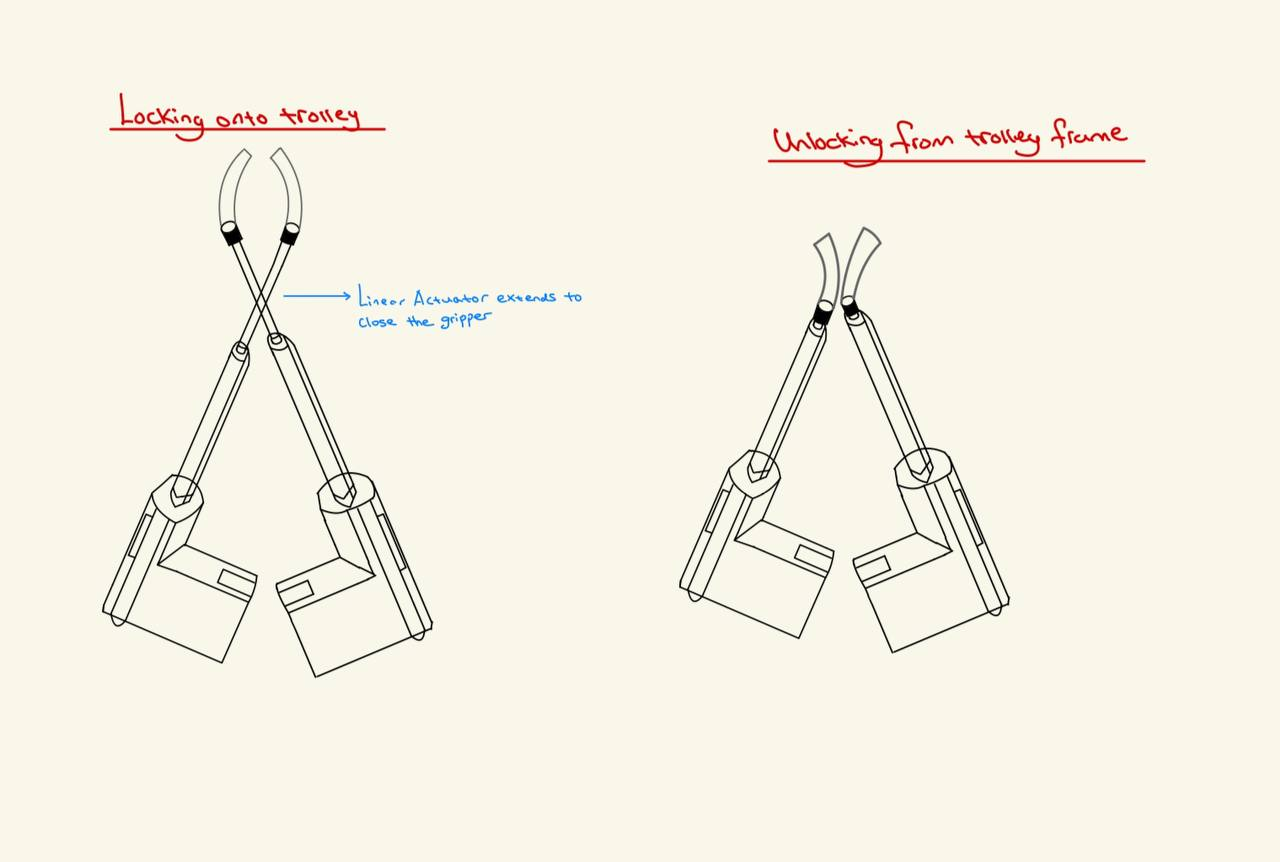 Locking onto trolley
Unlocking from trolley frame
Linear Actuator extends to
close the gripper